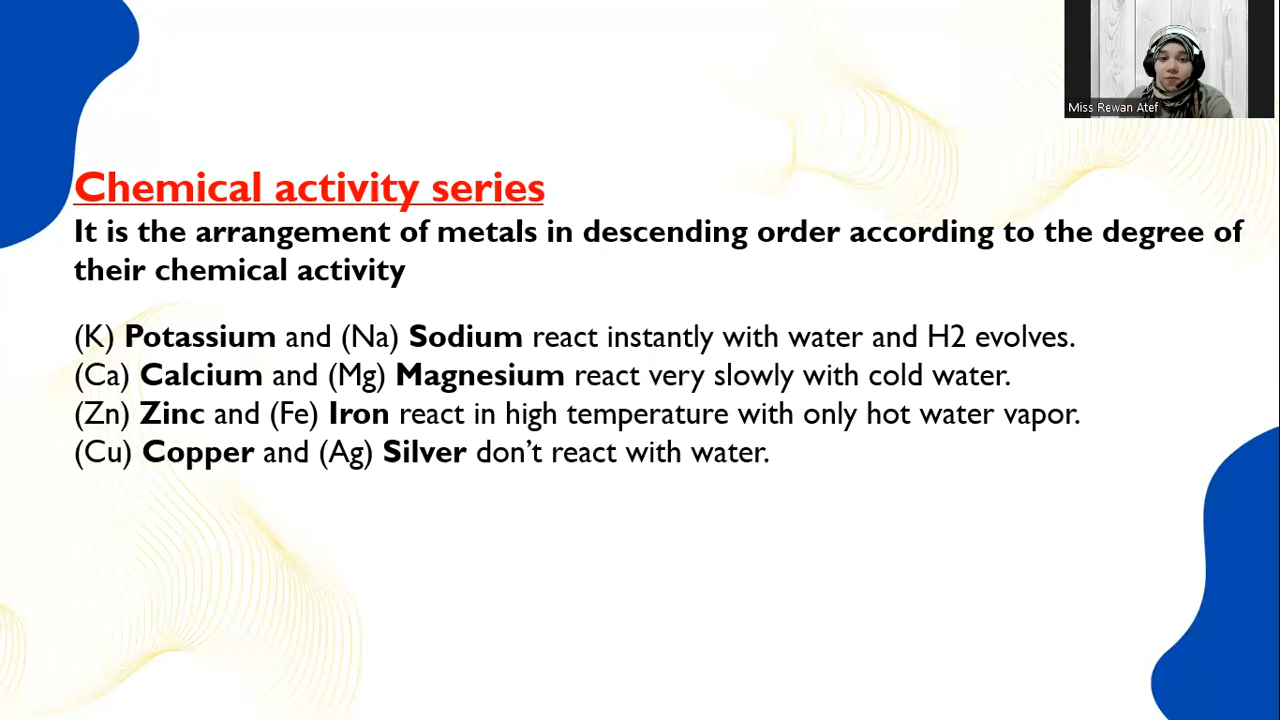 Miss Rewan Atef
Chemical activity series
It is the arrangement of metals in descending order according to the degree of
their chemical activity
(K) Potassium and (Na) Sodium react instantly with water and H2 evolves.
(Ca) Calcium and (Mg) Magnesium react very slowly with cold water.
(Zn) Zinc and (Fe) Iron react in high temperature with only hot water vapor.
(Cu) Copper and (Ag) Silver don’t react with water.